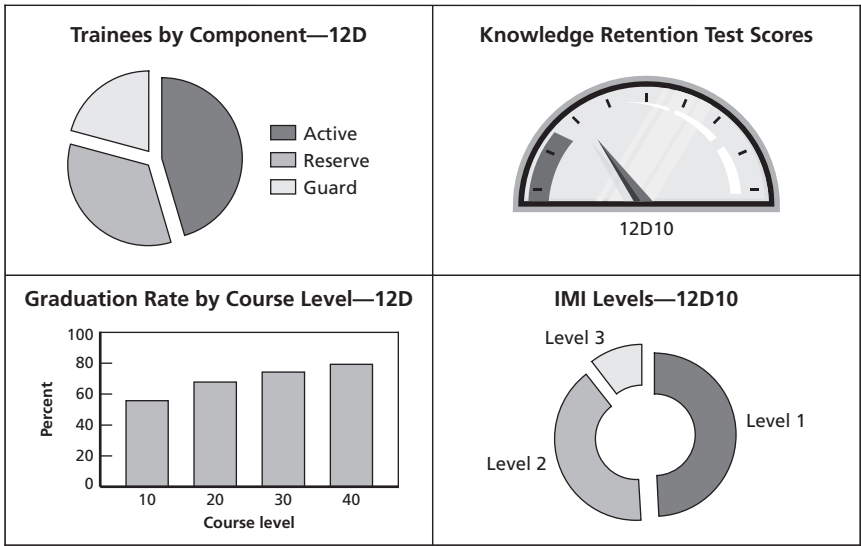 Trainees by Component—12D
Active
Reserve
Guard
Knowledge Retention Test Scores
12D10
Graduation Rate by Course Level—12D
Percent
100
80
60
40
20
0
10 20 30 40
Course level
IMI Levels—12D10
Level 3
Level 1
Level 2